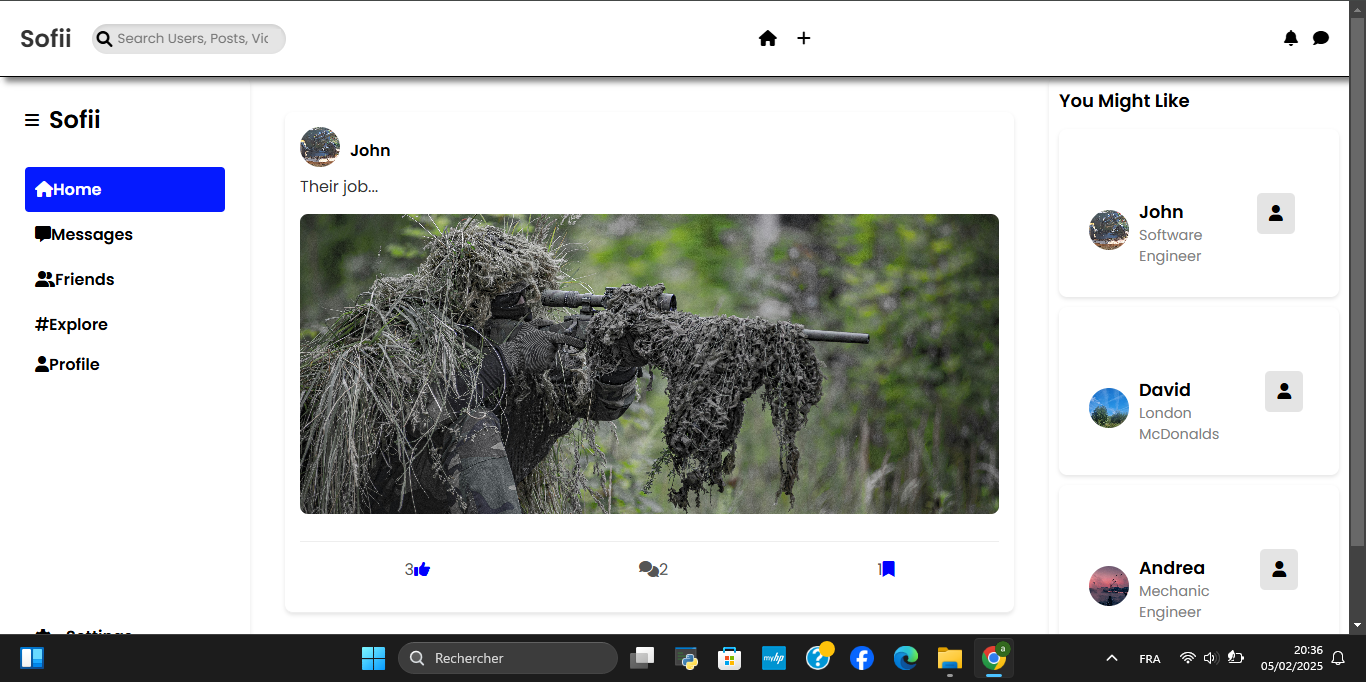 Sofii
Search Users, Posts, Vic
Sofii
Home
Messages
Friends
#Explore
Profile
Settings
John
Their job...
3
2
1
You Might Like
John
Software
Engineer
David
London
McDonalds
Andrea
Mechanic
Engineer
Rechercher
myhp
a
FRA
20:36
05/02/2025